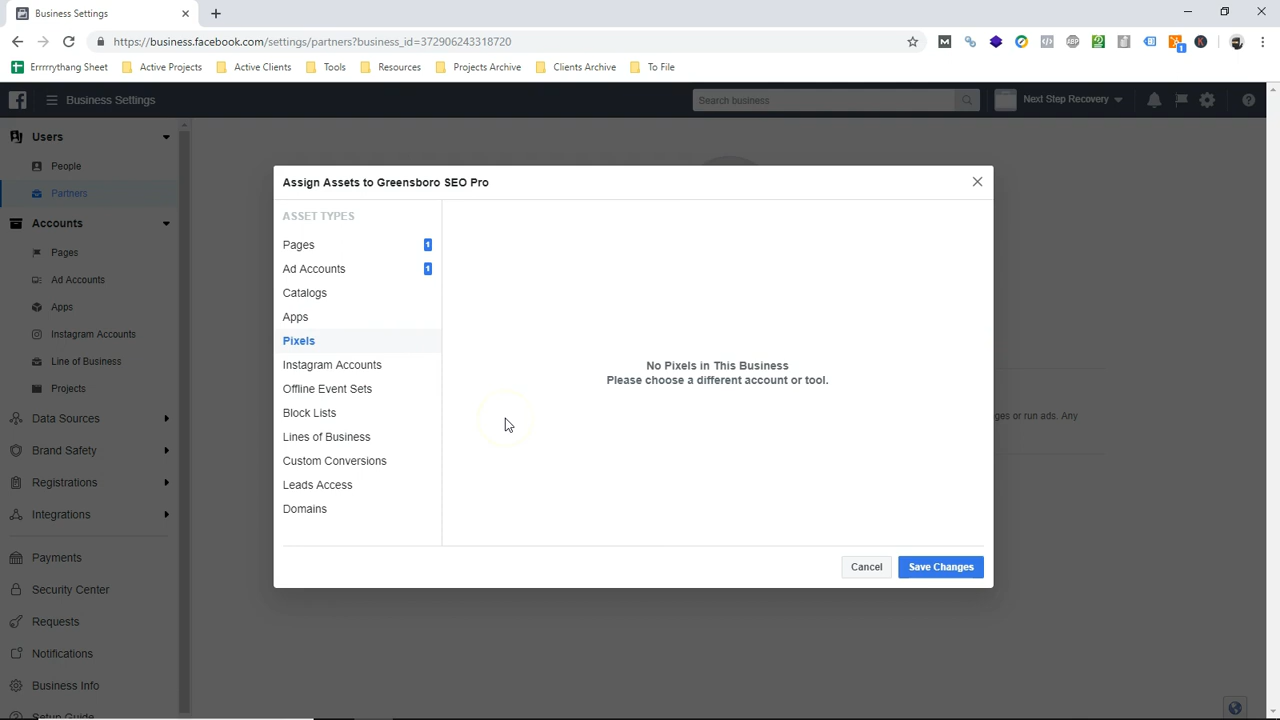 Business Settings
https://business.facebook.com/settings/partners?business_id=372906243318720
Errrrrythang Sheet
Active Projects
Active Clients
Tools
Resources
Projects Archive
Clients Archive
To File
Business Settings
Search business
Next Step Recovery
Users
People
Partners
Accounts
Pages
Ad Accounts
Apps
Instagram Accounts
Line of Business
Projects
Data Sources
Brand Safety
Registrations
Integrations
Payments
Security Center
Requests
Notifications
Business Info
Setup Guide
Assign Assets to Greensboro SEO Pro
ASSET TYPES
Pages 1
Ad Accounts 1
Catalogs
Apps
Pixels
Instagram Accounts
Offline Event Sets
Block Lists
Lines of Business
Custom Conversions
Leads Access
Domains
No Pixels in This Business
Please choose a different account or tool.
or run ads. Any
Cancel
Save Changes